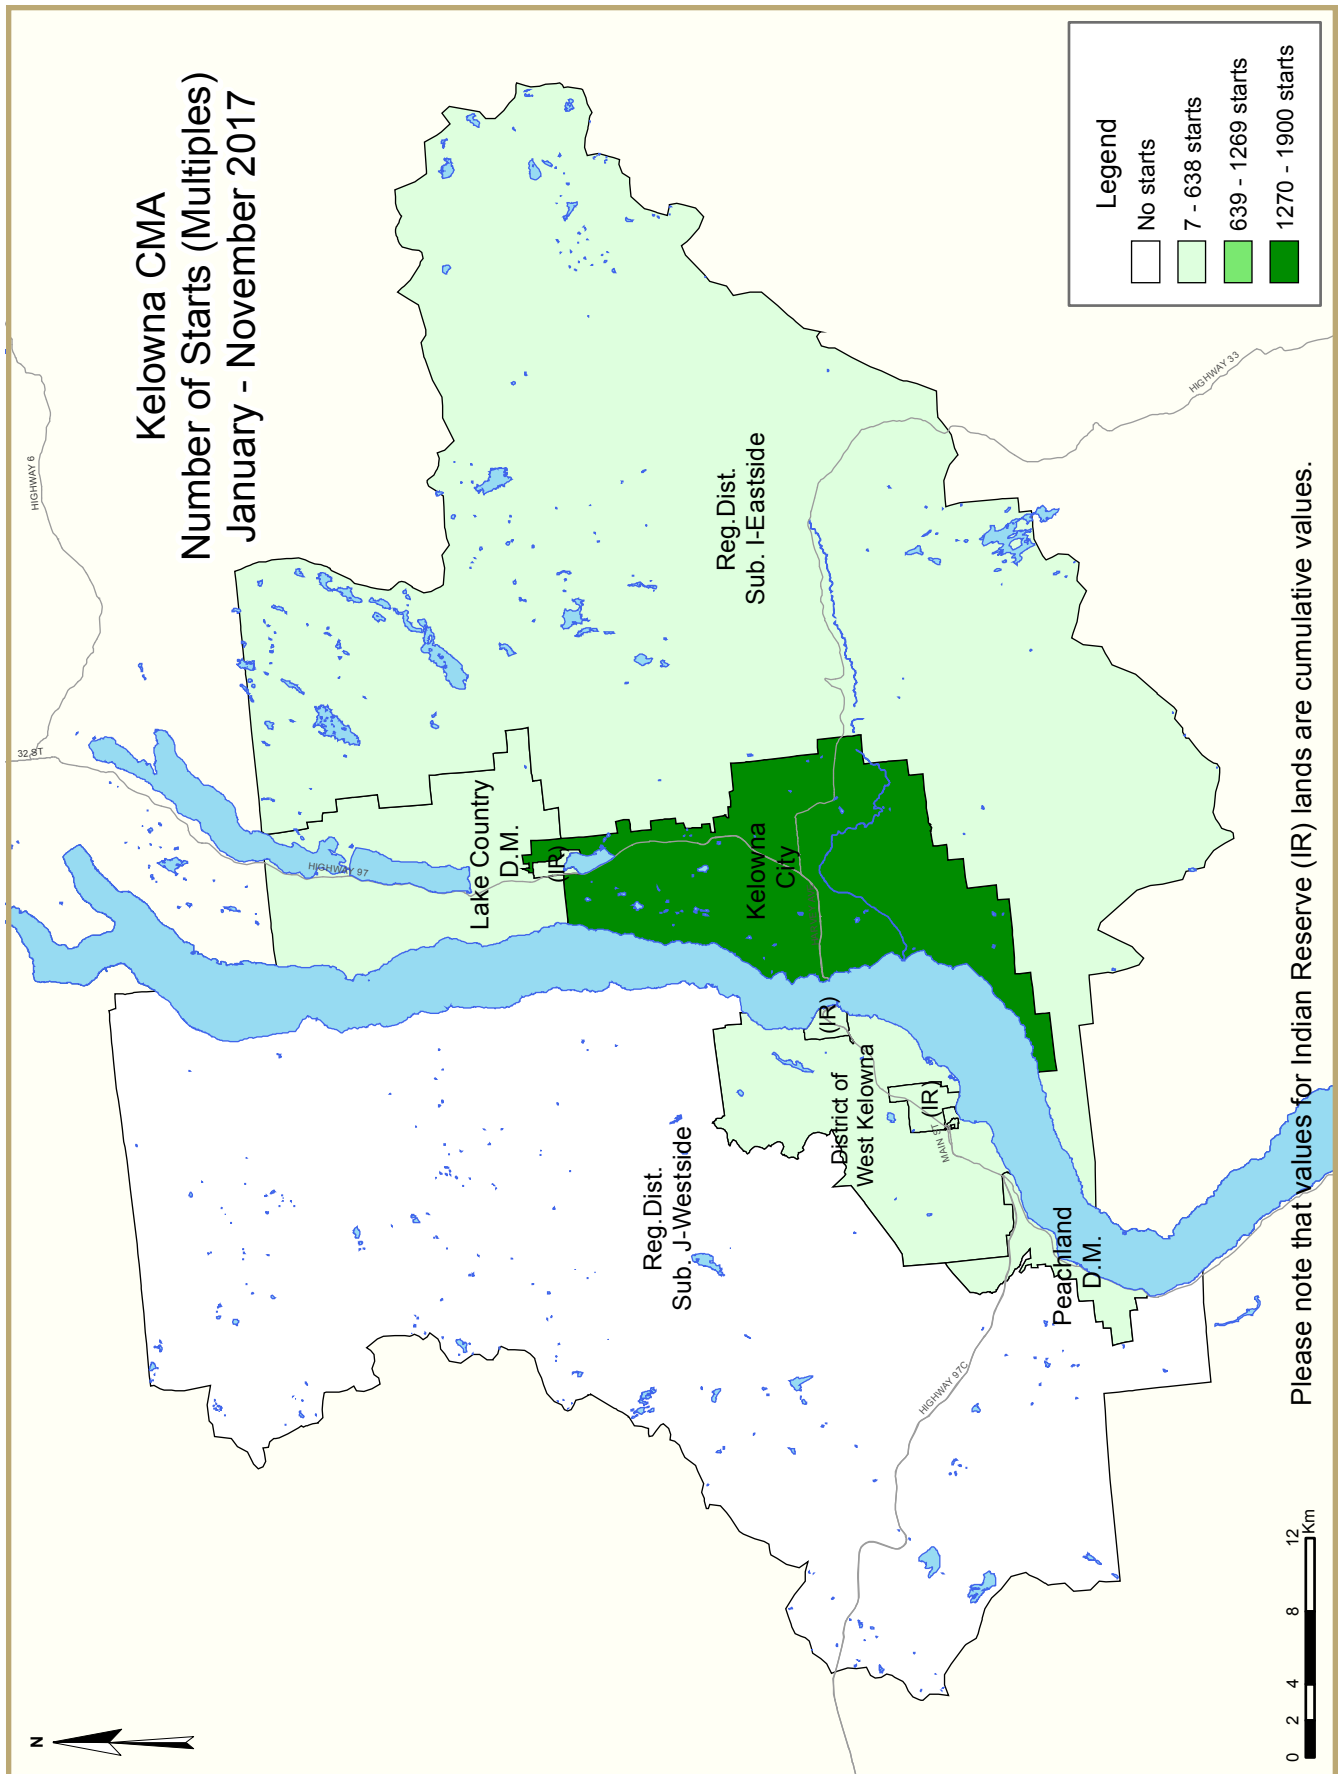 Kelowna CMA
Number of Starts (Multiples)
January - November 2017
HIGHWAY 6
32 ST
HIGHWAY 97
Lake Country
D.M.
(IR)
Reg.Dist.
Sub. I-Eastside
Kelowna
City
Reg.Dist.
Sub. J-Westside
(IR)
District of
West Kelowna
(IR)
MAIN ST
Peachland
D.M.
HIGHWAY 97C
HIGHWAY 33
Legend
No starts
7 - 638 starts
639 - 1269 starts
1270 - 1900 starts
N
0 2 4 8 12
Km
Please note that values for Indian Reserve (IR) lands are cumulative values.